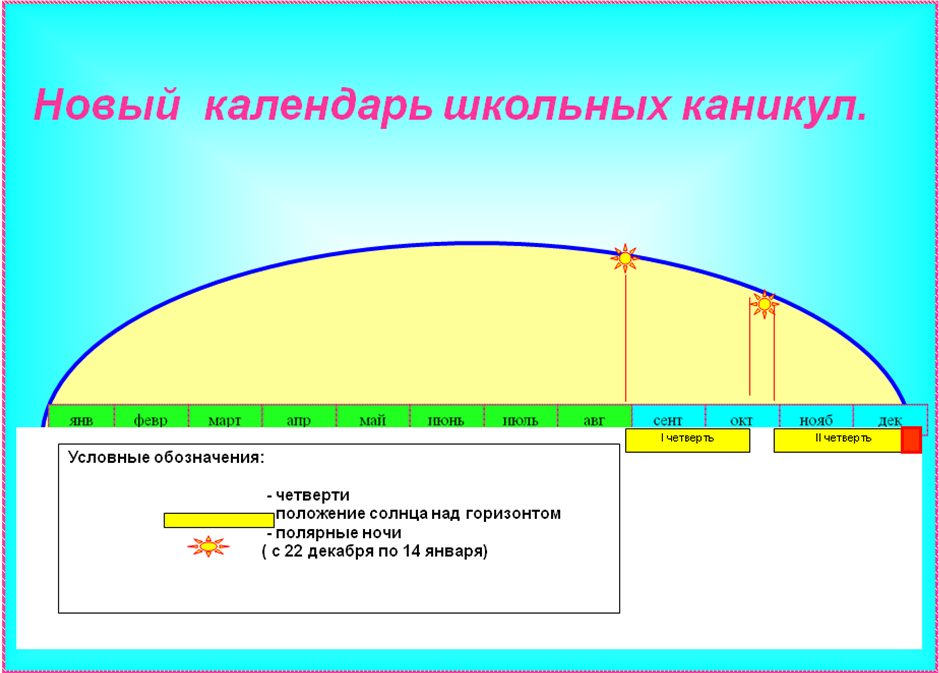 Новый календарь школьных каникул.
янв февр март апр май июнь июль авг сент окт нояб дек
I четверть II четверть
Условные обозначения:
- четверти
-положение солнца над горизонтом
- полярные ночи
( с 22 декабря по 14 января)